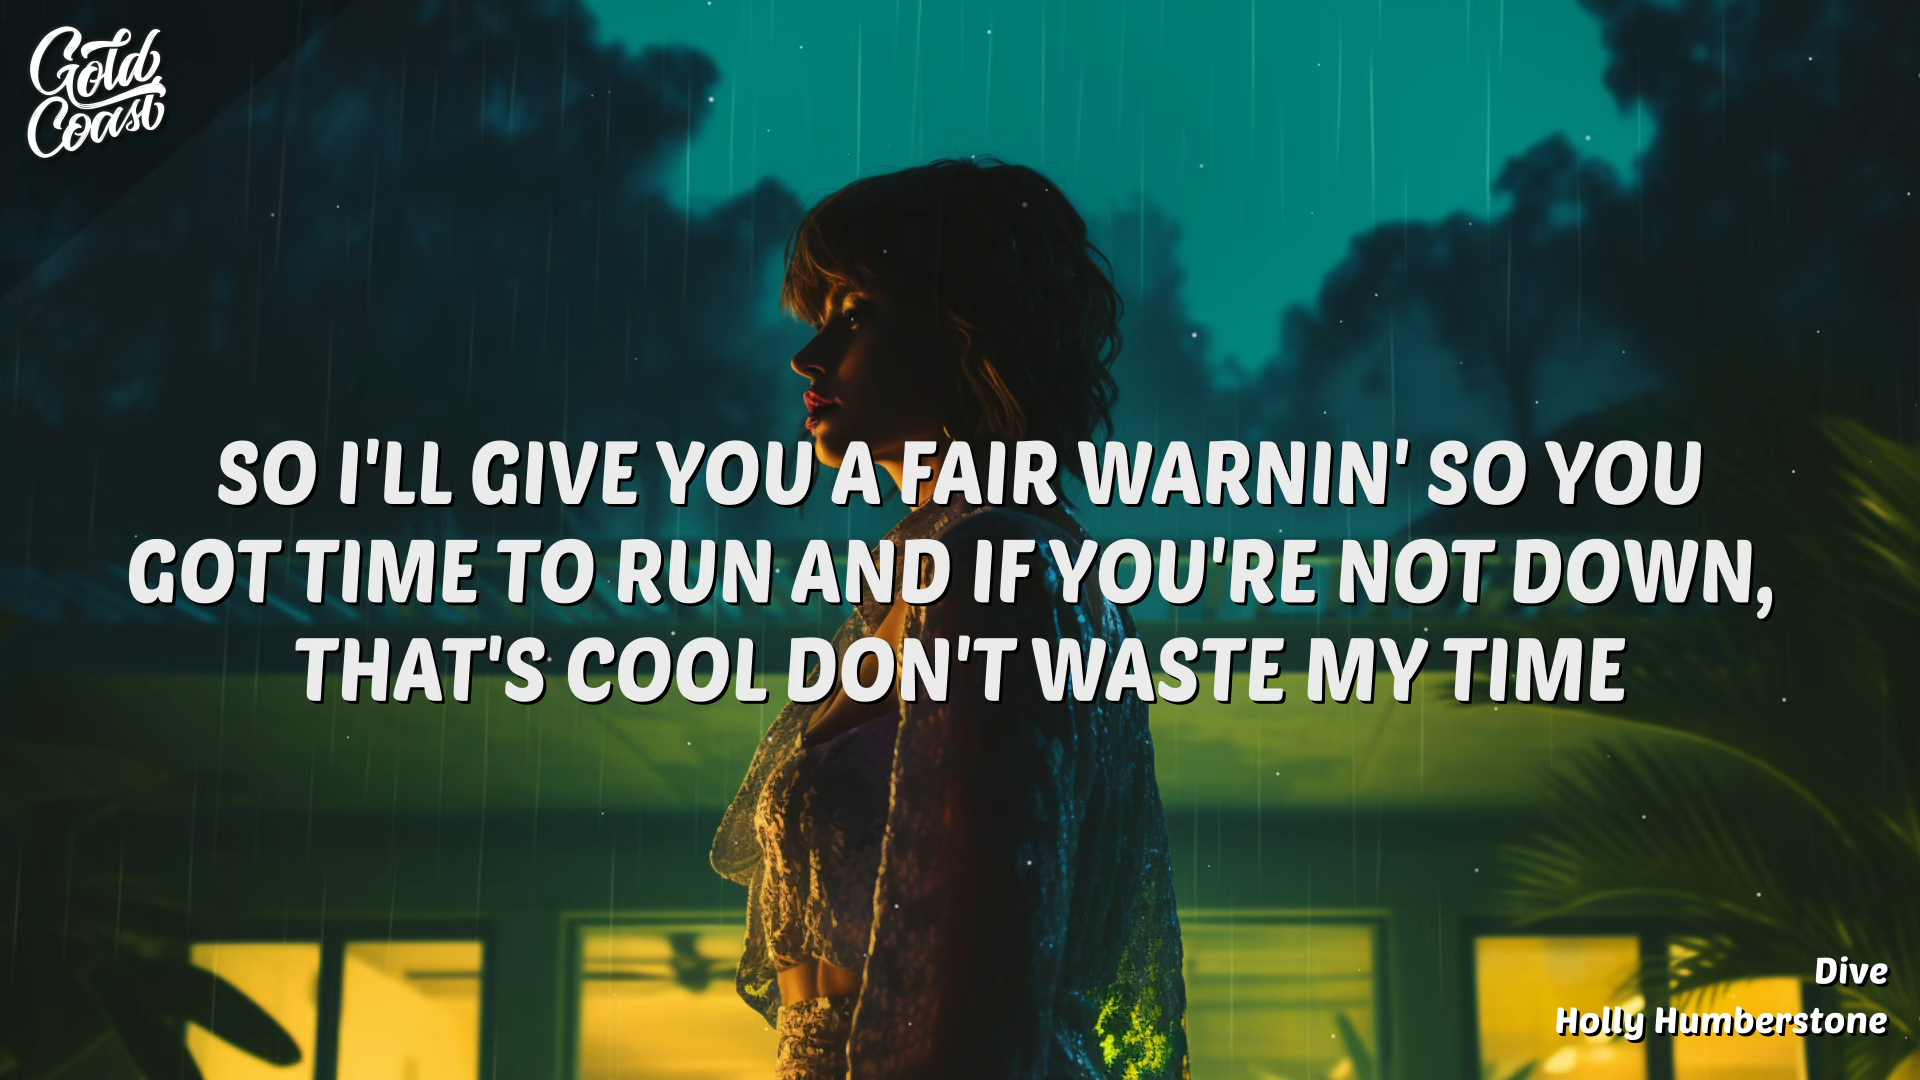 Gold
Coast
SO I'LL GIVE YOU A FAIR WARNIN' SO YOU
GOT TIME TO RUN AND IF YOU'RE NOT DOWN,
THAT'S COOL DON'T WASTE MY TIME
Dive
Holly Humberstone